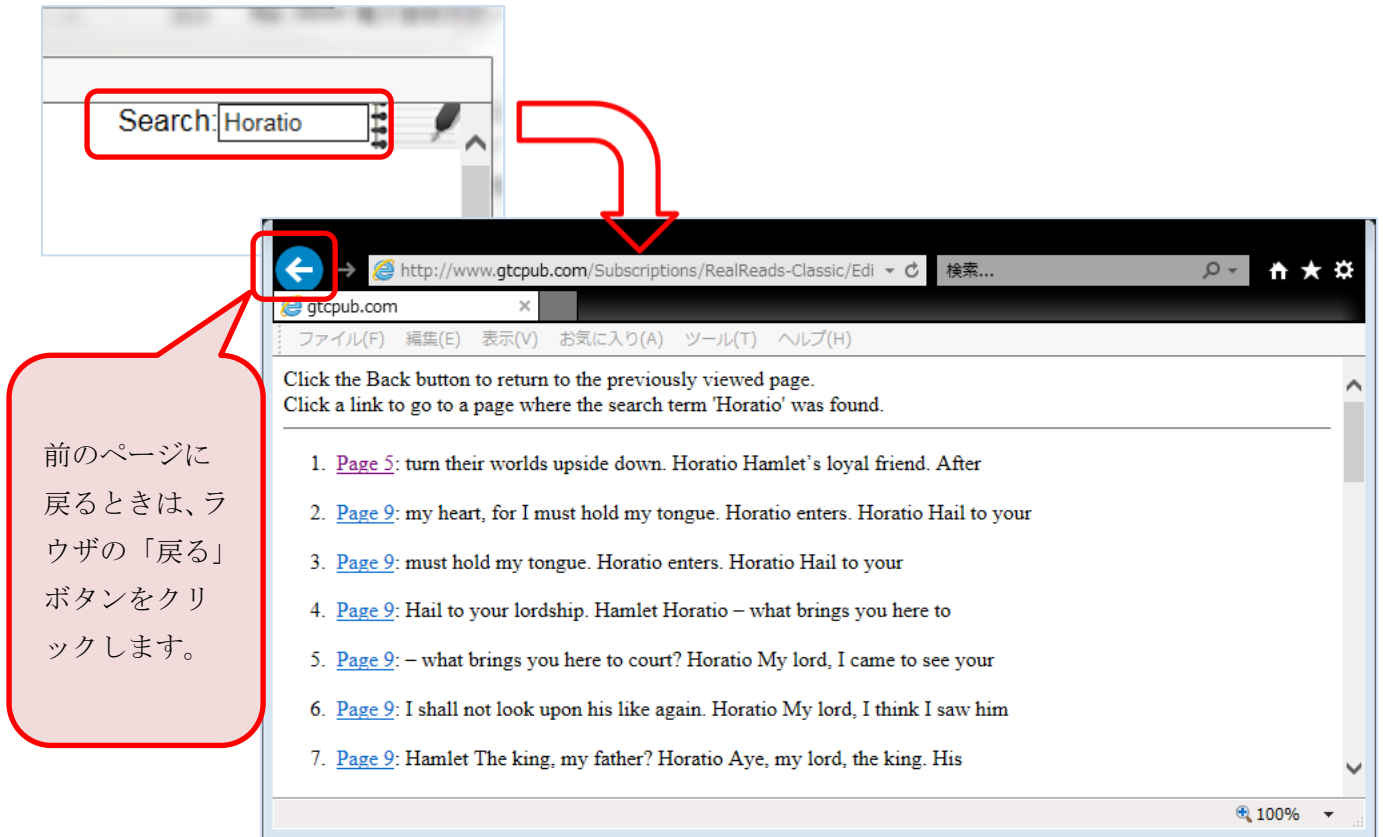 Search: Horatio
http://www.gtcpub.com/Subscriptions/RealReads-Classic/Edi
検索...
gtcpub.com
ファイル(F) 編集(E) 表示(V) お気に入り(A) ツール(T) ヘルプ(H)
Click the Back button to return to the previously viewed page.
Click a link to go to a page where the search term 'Horatio' was found.
1. Page 5: turn their worlds upside down. Horatio Hamlet's loyal friend. After
2. Page 9: my heart, for I must hold my tongue. Horatio enters. Horatio Hail to your
3. Page 9: must hold my tongue. Horatio enters. Horatio Hail to your
4. Page 9: Hail to your lordship. Hamlet Horatio – what brings you here to
5. Page 9: – what brings you here to court? Horatio My lord, I came to see your
6. Page 9: I shall not look upon his like again. Horatio My lord, I think I saw him
7. Page 9: Hamlet The king, my father? Horatio Aye, my lord, the king. His
100%
前のページに
戻るときは、ラ
ウザの「戻る」
ボタンをクリ
ックします。